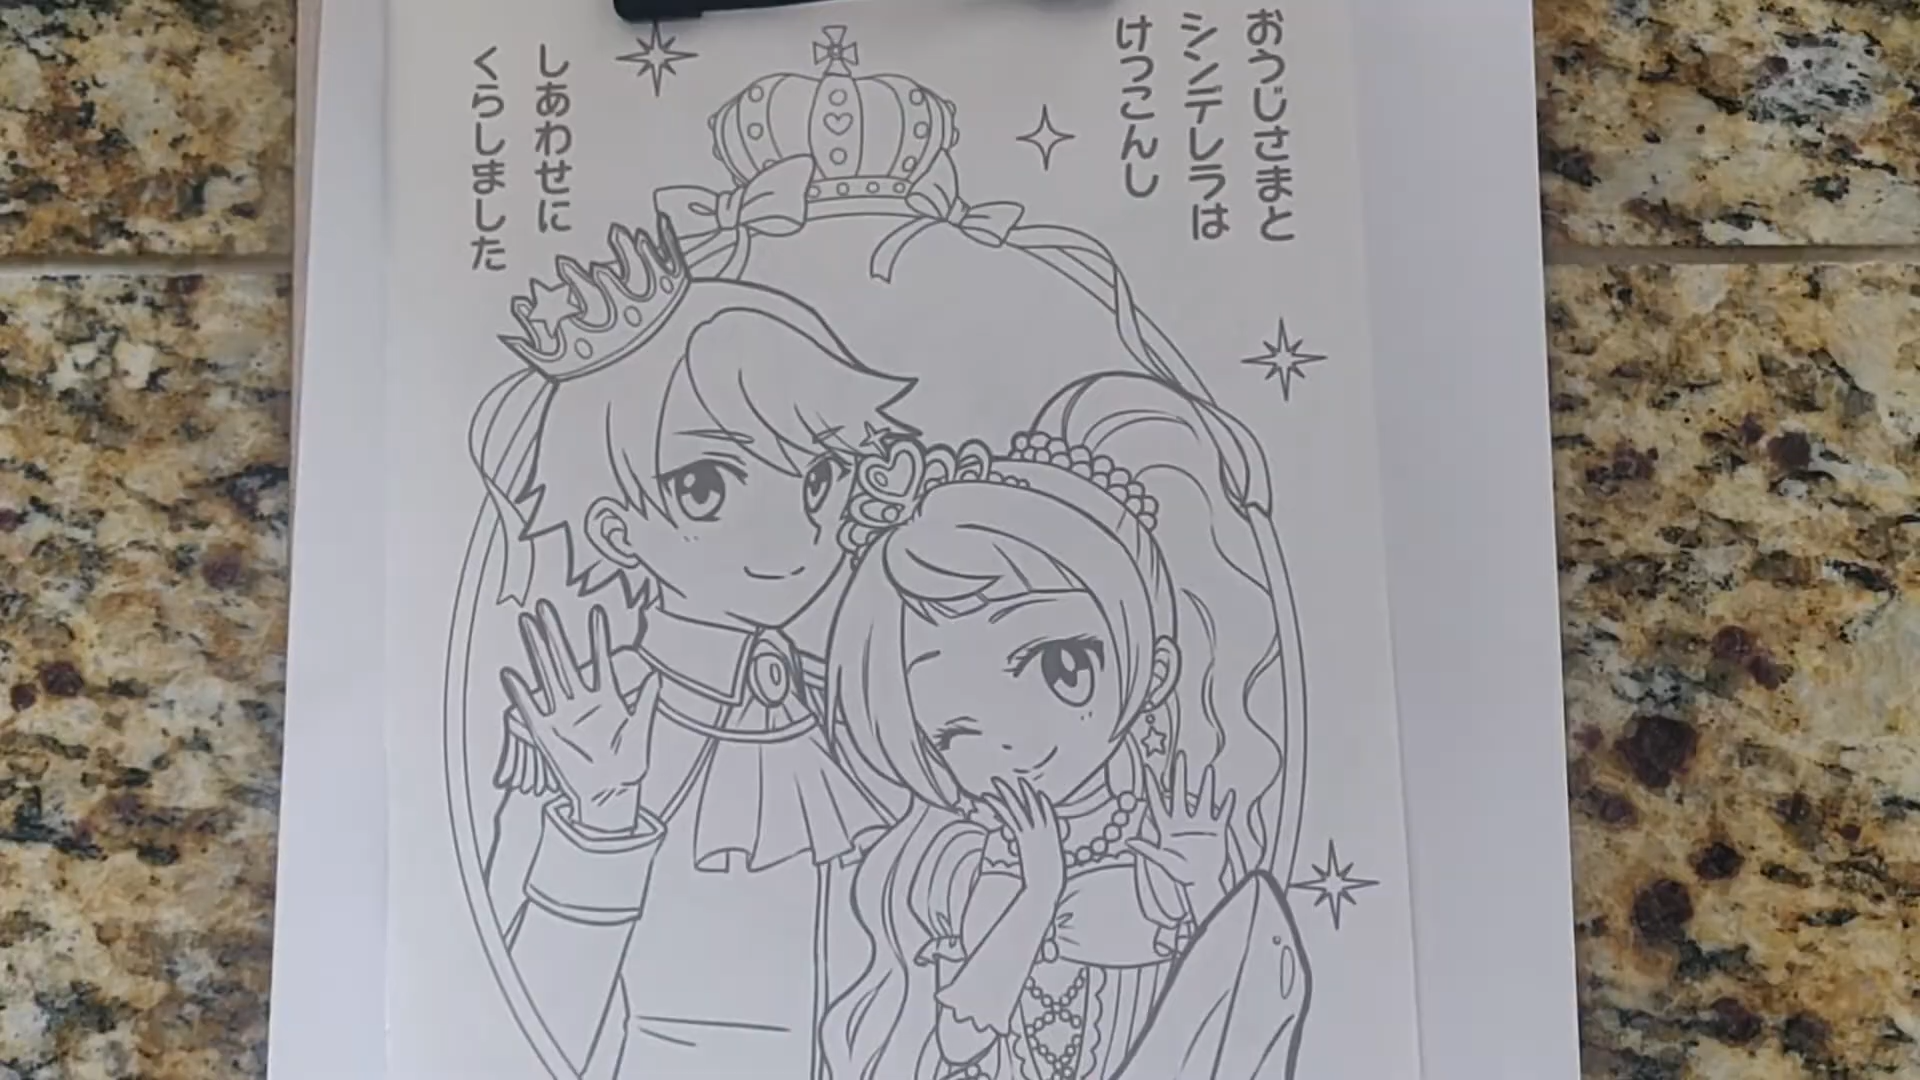 おうじさまと
シンデレラは
けっこんし
しあわせに
くらしました